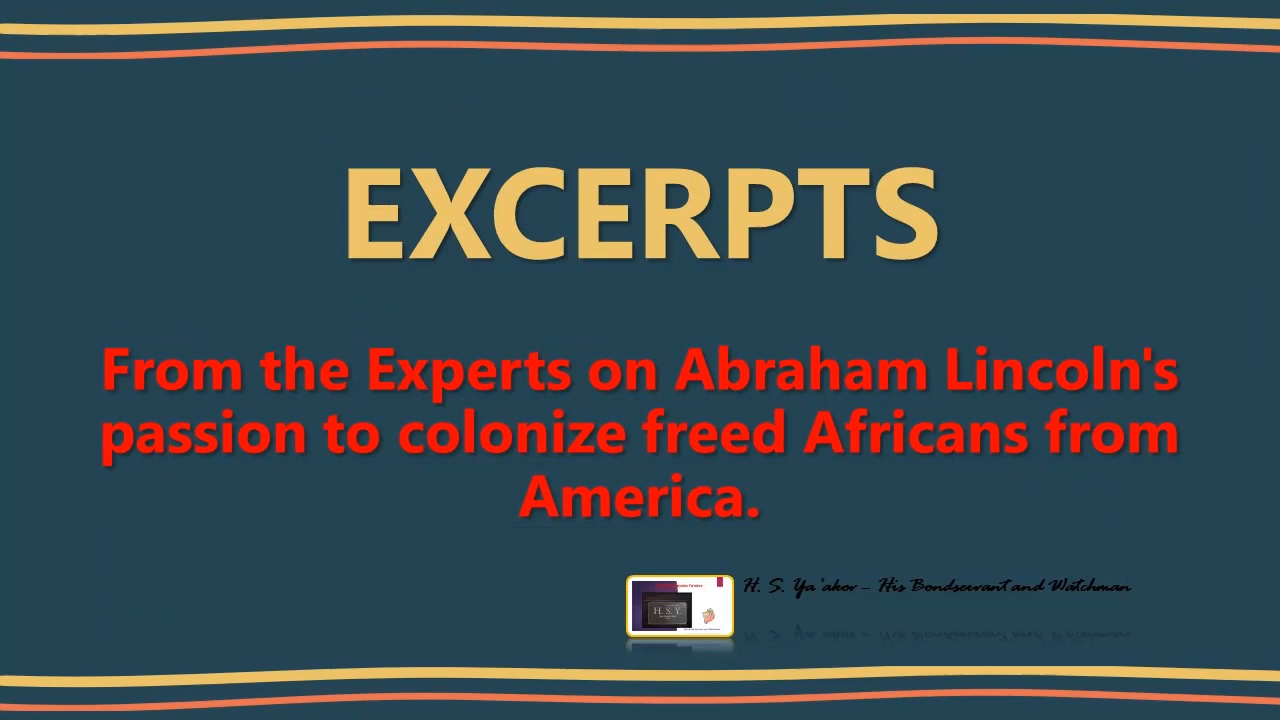 EXCERPTS
From the Experts on Abraham Lincoln's
passion to colonize freed Africans from
America.
H. S. Ya'akor – His Bondservant and Watchman
H. S. Y.